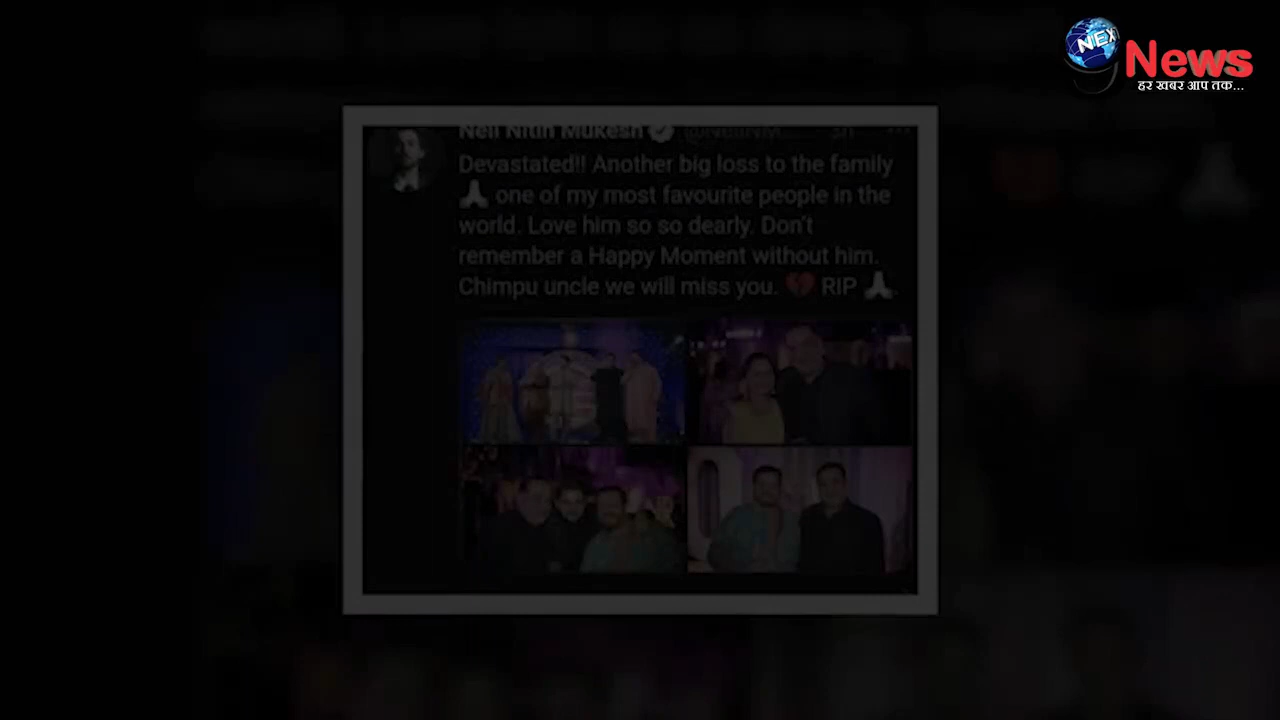 NEX
News
हर खबर आप तक...
Neil Nitin Mukesh
Devastated!! Another big loss to the family
🙏 one of my most favourite people in the
world. Love him so so dearly. Don't
remember a Happy Moment without him.
Chimpu uncle we will miss you. 💔 RIP 🙏